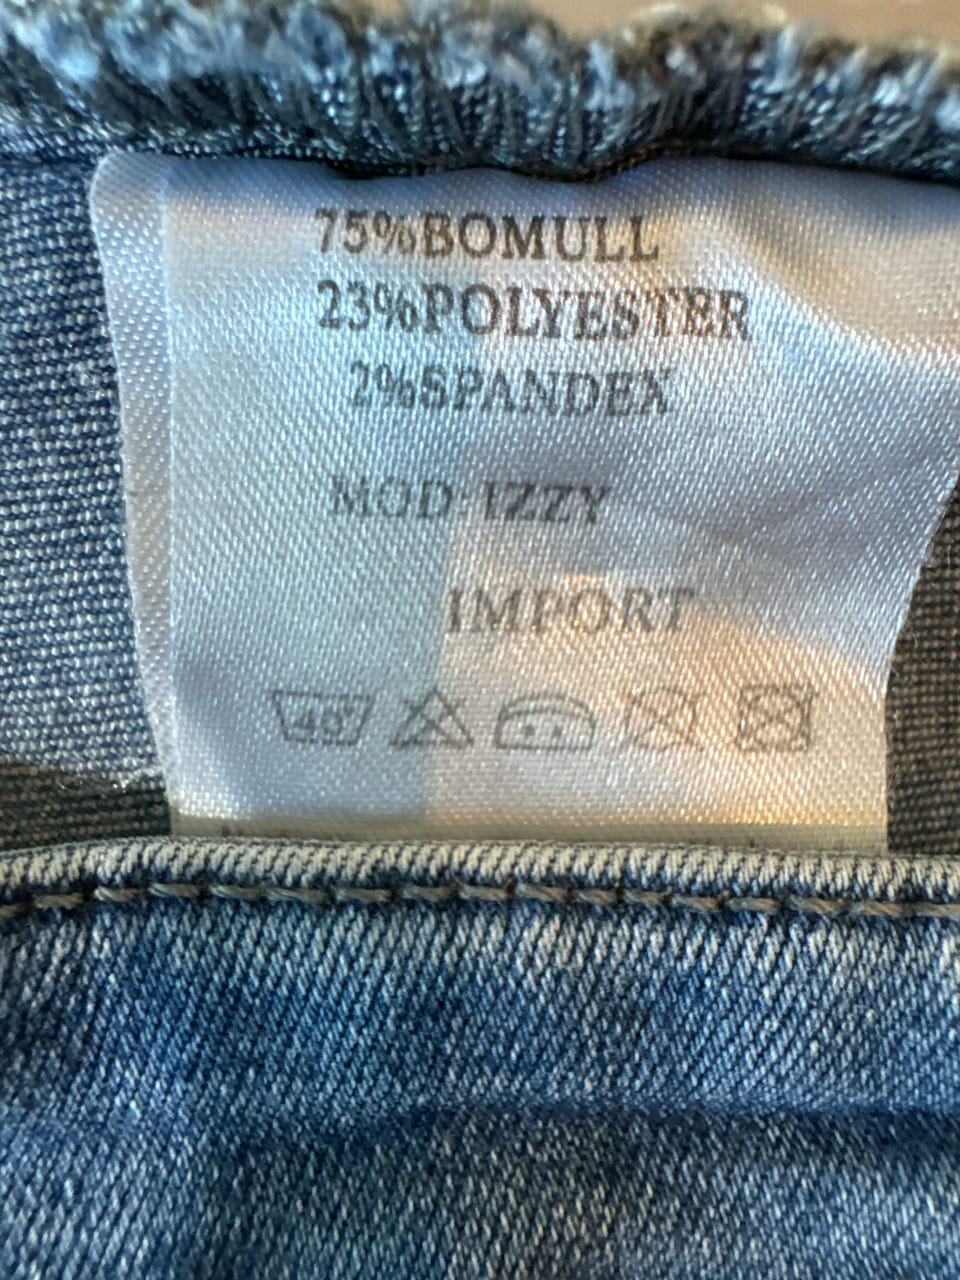 75%BOMULL
23%POLYESTER
2%SPANDEX
MOD:IZZY
IMPORT
40°